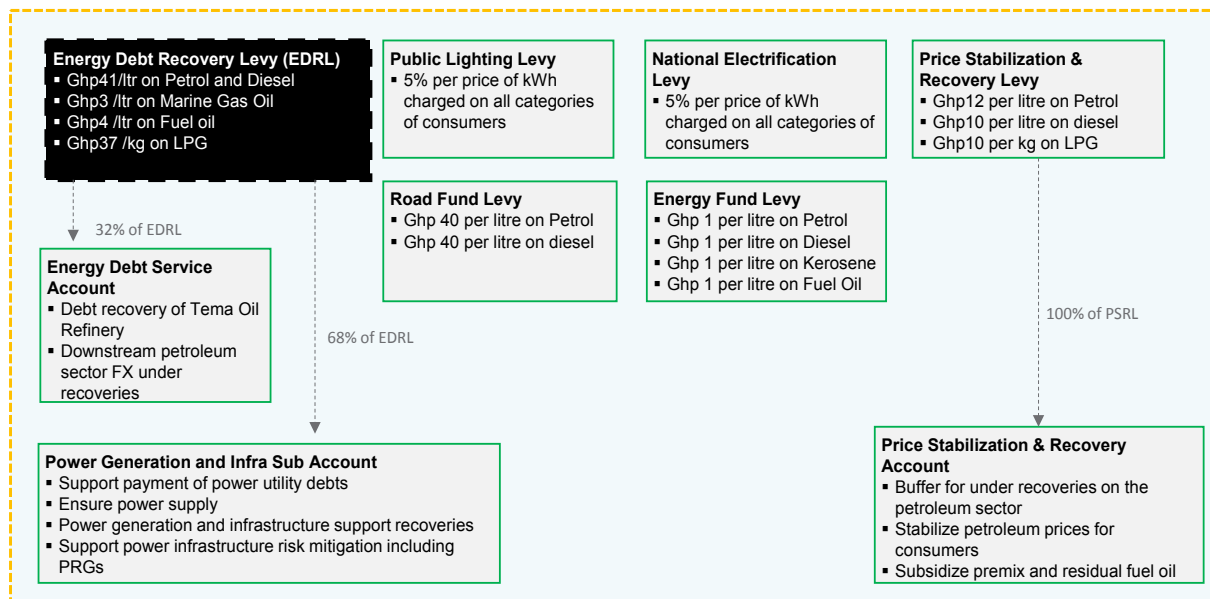 Energy Debt Recovery Levy (EDRL)
▪ Ghp41/ltr on Petrol and Diesel
▪ Ghp3 /ltr on Marine Gas Oil
▪ Ghp4 /ltr on Fuel oil
▪ Ghp37 /kg on LPG
Public Lighting Levy
▪ 5% per price of kWh
charged on all categories
of consumers
National Electrification
Levy
▪ 5% per price of kWh
charged on all categories of
consumers
Price Stabilization &
Recovery Levy
▪ Ghp12 per litre on Petrol
▪ Ghp10 per litre on diesel
▪ Ghp10 per kg on LPG
Road Fund Levy
▪ Ghp 40 per litre on Petrol
▪ Ghp 40 per litre on diesel
Energy Fund Levy
▪ Ghp 1 per litre on Petrol
▪ Ghp 1 per litre on Diesel
▪ Ghp 1 per litre on Kerosene
▪ Ghp 1 per litre on Fuel Oil
32% of EDRL
Energy Debt Service
Account
▪ Debt recovery of Tema Oil
Refinery
▪ Downstream petroleum
sector FX under
recoveries
68% of EDRL
100% of PSRL
Power Generation and Infra Sub Account
▪ Support payment of power utility debts
▪ Ensure power supply
▪ Power generation and infrastructure support recoveries
▪ Support power infrastructure risk mitigation including
PRGs
Price Stabilization & Recovery
Account
▪ Buffer for under recoveries on the
petroleum sector
▪ Stabilize petroleum prices for
consumers
▪ Subsidize premix and residual fuel oil